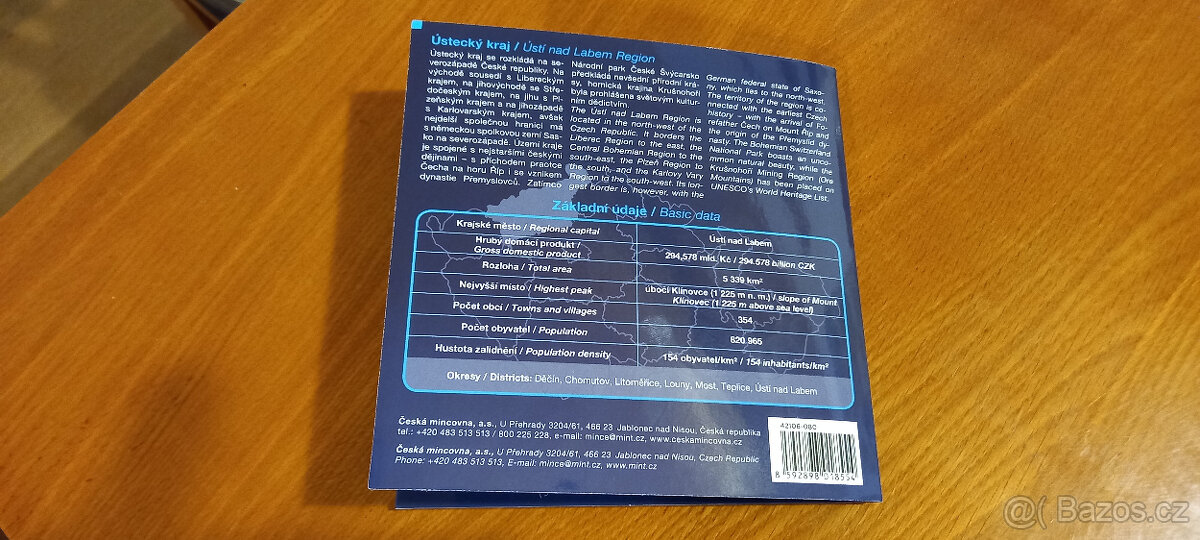 Ústecký kraj / Ústí nad Labem Region
Ústecký kraj se rozkládá na se-
verozápadě České republiky. Na
východě sousedí s Libereckým
krajem, na jihovýchodě se Stře-
dočeským krajem, na jihu s Pl-
zeňským krajem a na jihozápadě
s Karlovarským krajem, avšak
nejdelší společnou hranici má
s německou spolkovou zemí Sas-
ko na severozápadě. Území kraje
je spojené s nejstaršími českými
dějinami – s příchodem praotce
Čecha na horu Říp i se vznikem
dynastie Přemyslovců. Zatímco
Národní park České Švýcarsko
předkládá nevšední přírodní krá-
sy, hornická krajina Krušnohoří
byla prohlášena světovým kultur-
ním dědictvím.
The Ústí nad Labem Region is
located in the north-west of the
Czech Republic. It borders the
Liberec Region to the east, the
Central Bohemian Region to the
south-east, the Plzeň Region to
the south, and the Karlovy Vary
Region to the south-west. Its lon-
gest border is, however, with the
German federal state of Saxo-
ny, which lies to the north-west.
The territory of the region is co-
nnected with the earliest Czech
history – with the arrival of Fo-
refather Čech on Mount Říp and
the origin of the Přemyslid dy-
nasty. The Bohemian Switzerland
National Park boasts an unco-
mmon natural beauty, while the
Krušnohoří Mining Region (Ore
Mountains) has been placed on
UNESCO's World Heritage List.
Základní údaje / Basic data
Krajské město / Regional capital
Ústí nad Labem
Hrubý domácí produkt /
Gross domestic product
294,578 mld. Kč / 294.578 billion CZK
Rozloha / Total area
5 339 km²
Nejvyšší místo / Highest peak
úbočí Klínovce (1 225 m n. m.) / slope of Mount
Klínovec (1 225 m above sea level)
Počet obcí / Towns and villages
354
Počet obyvatel / Population
820 965
Hustota zalidnění / Population density
154 obyvatel/km² / 154 inhabitants/km²
Okresy / Districts: Děčín, Chomutov, Litoměřice, Louny, Most, Teplice, Ústí nad Labem
Česká mincovna, a.s., U Přehrady 3204/61, 466 23 Jablonec nad Nisou, Česká republika
tel.: +420 483 513 513 / 800 225 228, e-mail: mince@mint.cz, www.ceskamincovna.cz
Česká mincovna, a.s., U Přehrady 3204/61, 466 23 Jablonec nad Nisou, Czech Republic
Phone: +420 483 513 513, E-mail: mince@mint.cz, www.mint.cz
42106-080
8 592898 018554
@( Bazos.cz